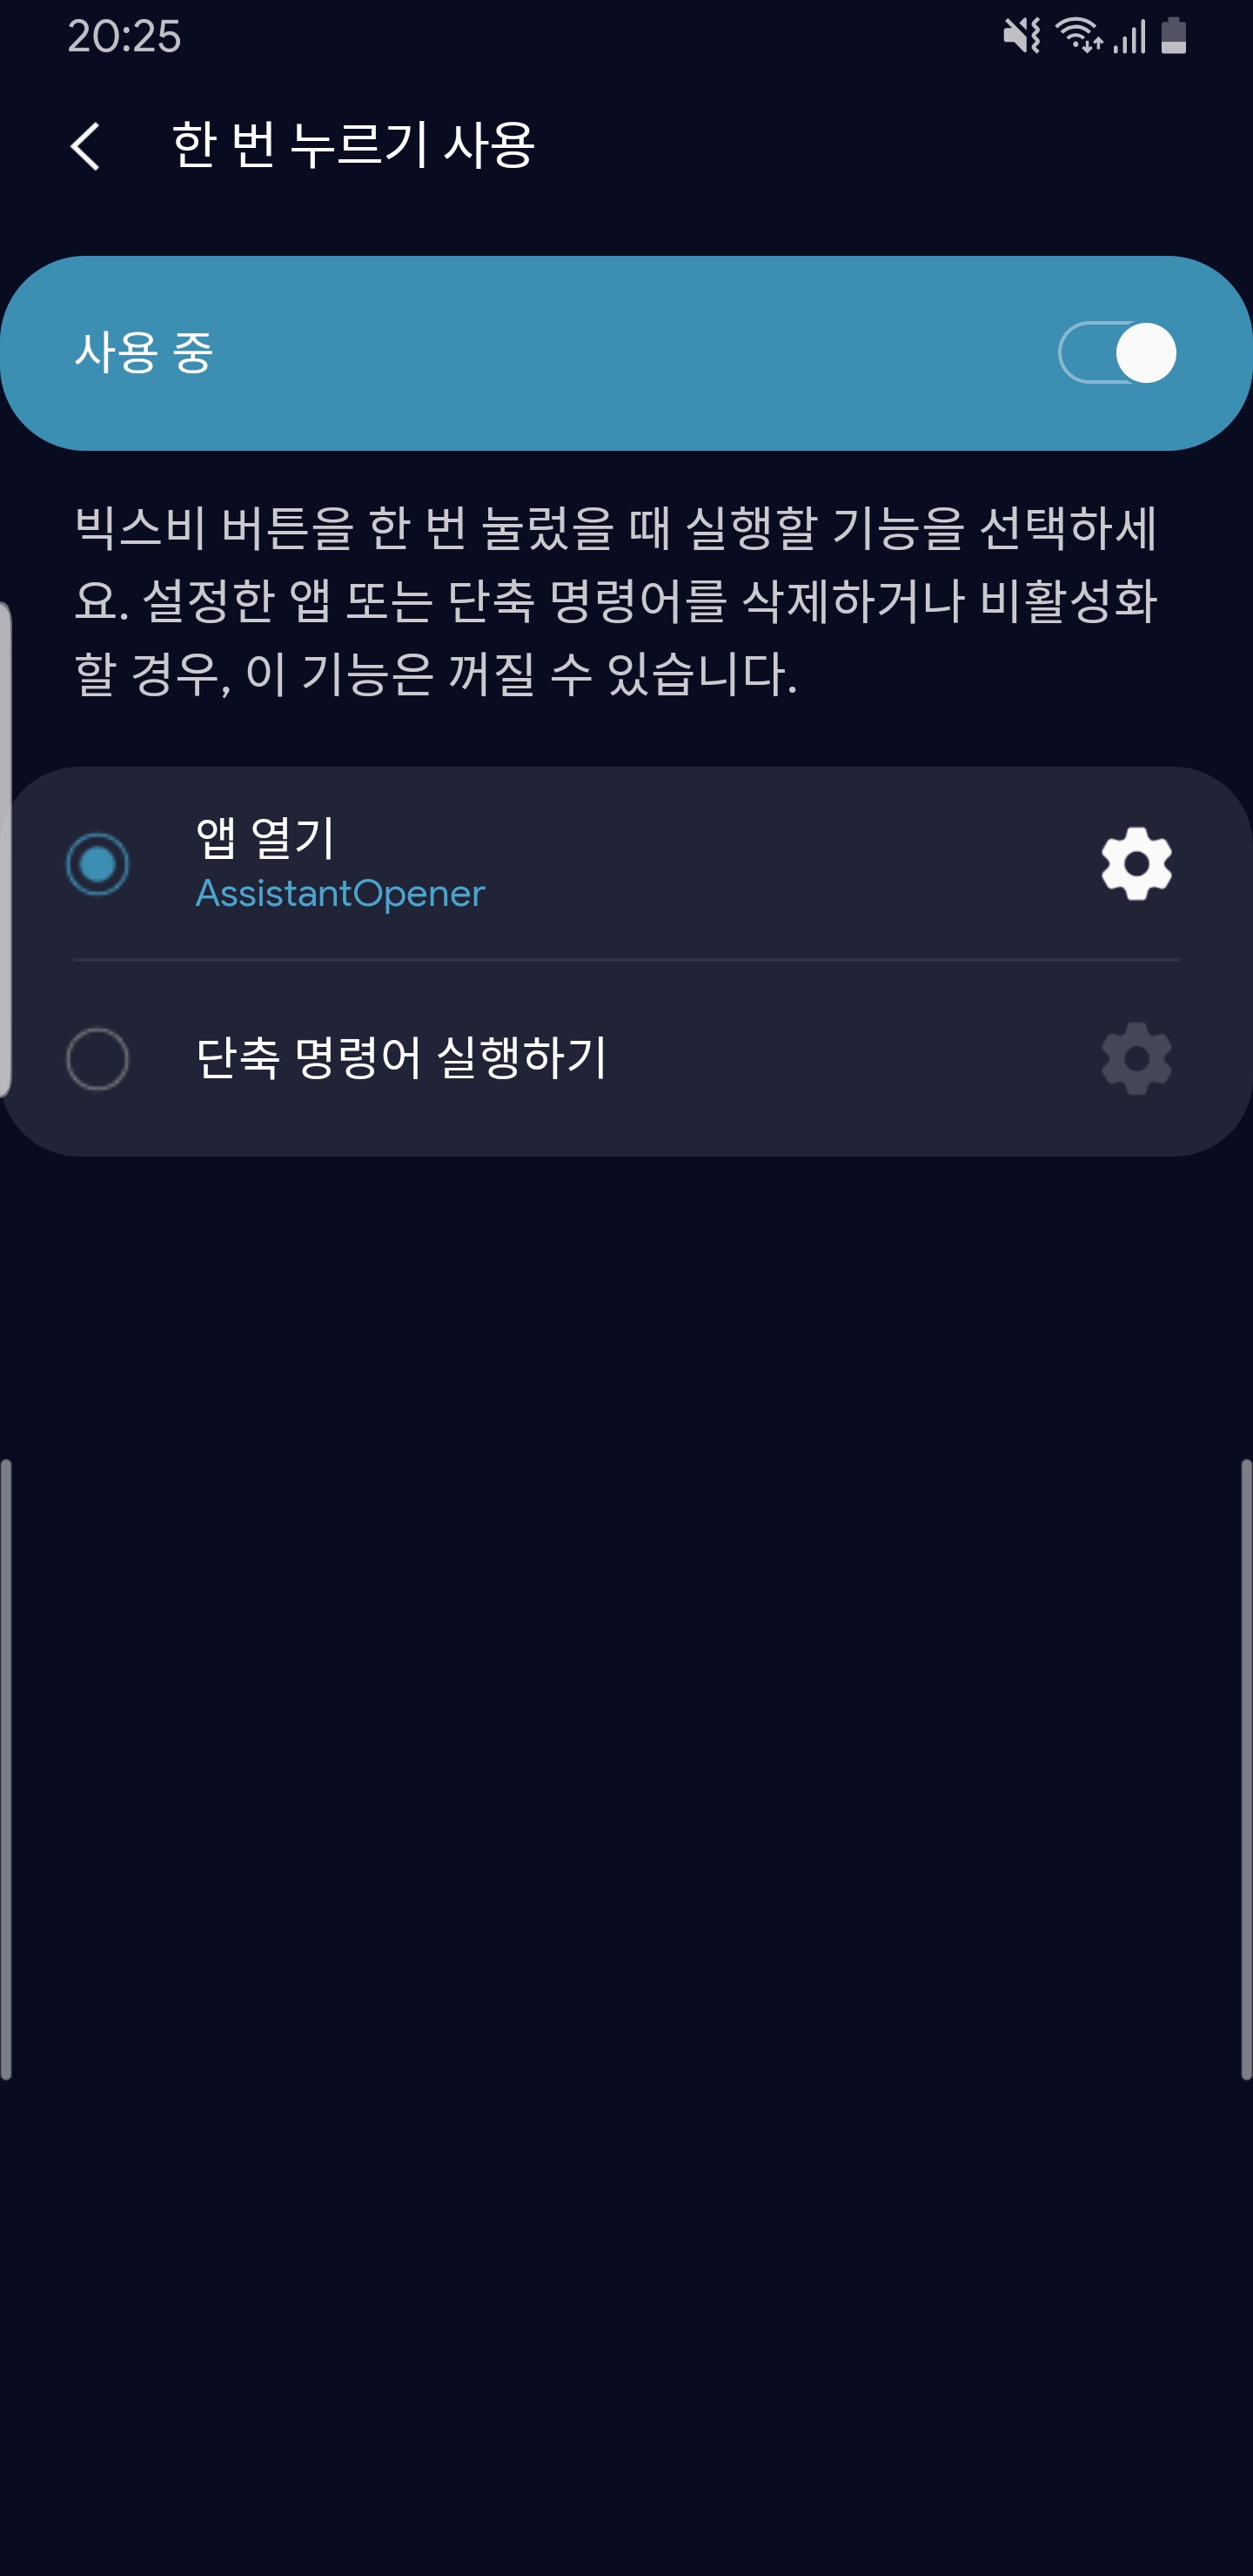 20:25
한 번 누르기 사용
사용 중
빅스비 버튼을 한 번 눌렀을 때 실행할 기능을 선택하세
요. 설정한 앱 또는 단축 명령어를 삭제하거나 비활성화
할 경우, 이 기능은 꺼질 수 있습니다.
앱 열기
AssistantOpener
단축 명령어 실행하기